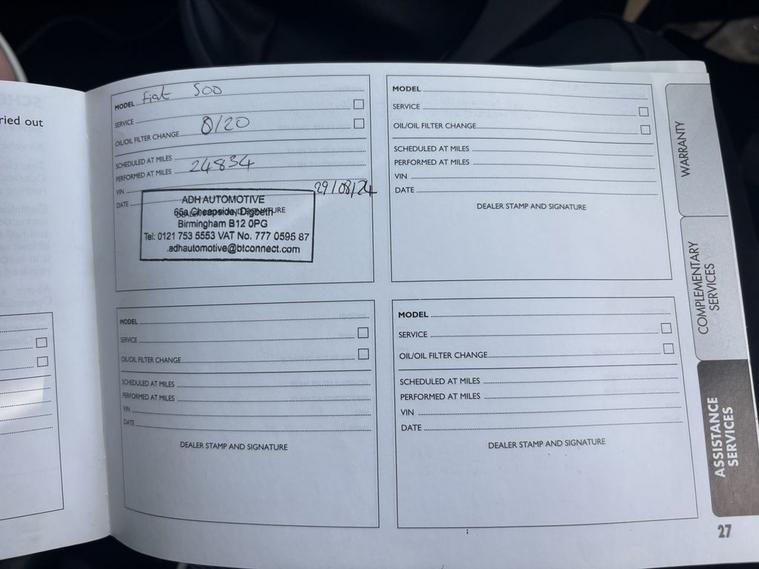 ried out
MODEL Fiat 500
SERVICE
OIL/OIL FILTER CHANGE 0/20
SCHEDULED AT MILES
PERFORMED AT MILES 24834
VIN
DATE 29/08/24
ADH AUTOMOTIVE
65a Cheapside, Digbeth
Birmingham B12 0PG
Tel: 0121 753 5553 VAT No. 777 0595 87
adhautomotive@btconnect.com
MODEL
SERVICE
OIL/OIL FILTER CHANGE
SCHEDULED AT MILES
PERFORMED AT MILES
VIN
DATE
DEALER STAMP AND SIGNATURE
MODEL
SERVICE
OIL/OIL FILTER CHANGE
SCHEDULED AT MILES
PERFORMED AT MILES
VIN
DATE
DEALER STAMP AND SIGNATURE
MODEL
SERVICE
OIL/OIL FILTER CHANGE
SCHEDULED AT MILES
PERFORMED AT MILES
VIN
DATE
DEALER STAMP AND SIGNATURE
WARRANTY
COMPLEMENTARY
SERVICES
ASSISTANCE
SERVICES
27